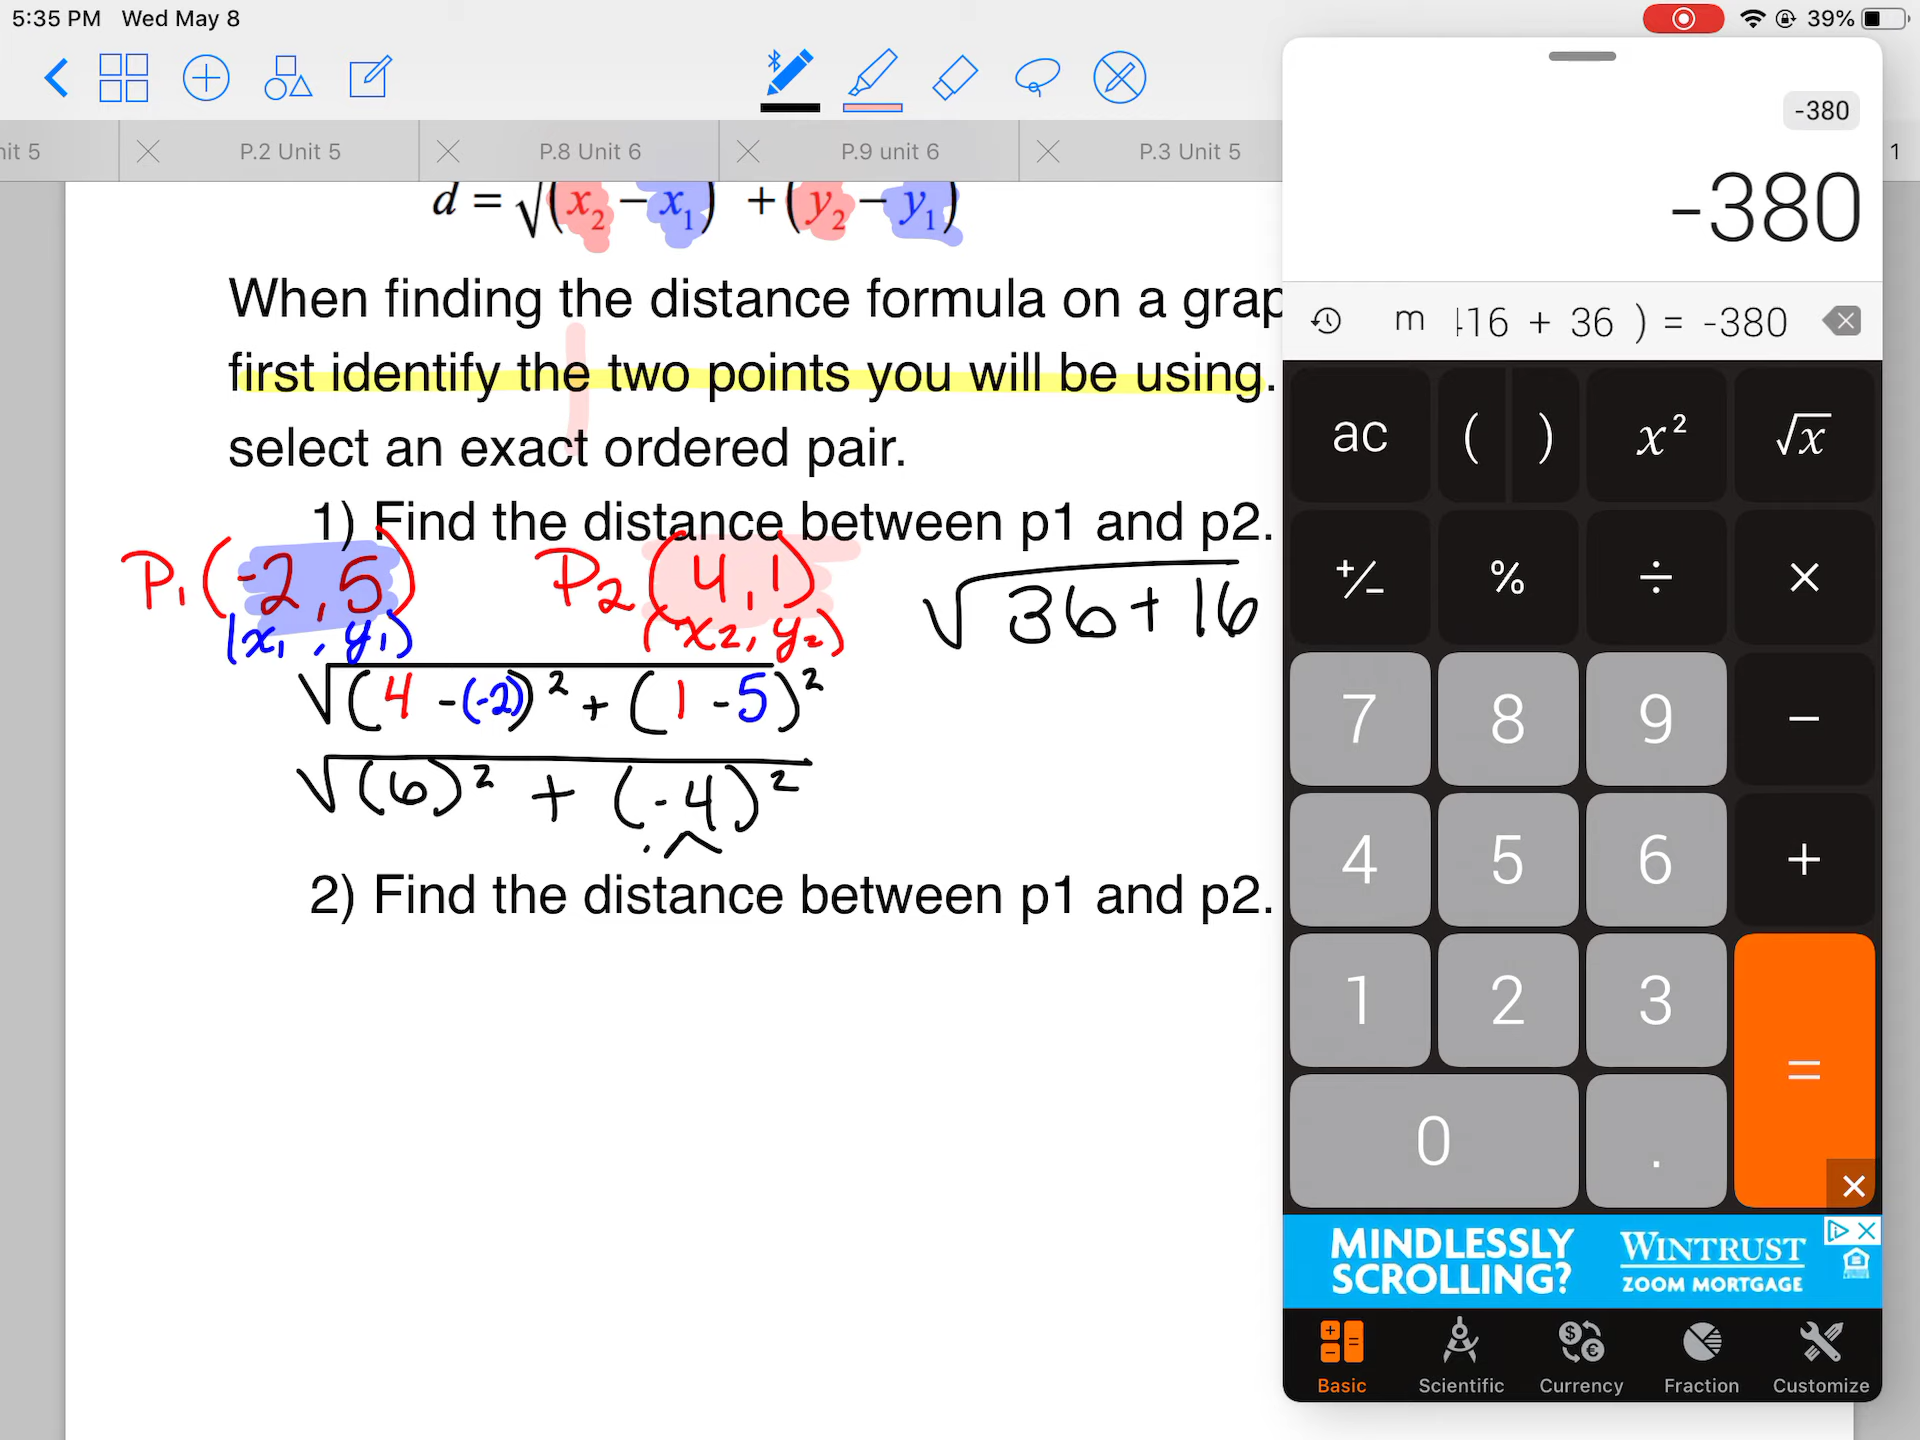 5:35 PM Wed May 8
39%
nit 5
P.2 Unit 5
P.8 Unit 6
P.9 unit 6
P.3 Unit 5
1
d = √(x₂ − x₁) + (y₂ − y₁)
When finding the distance formula on a grap
first identify the two points you will be using.
select an exact ordered pair.
1) Find the distance between p1 and p2.
P₁ (-2, 5) P₂ (4, 1)
(x₁, y₁) (x₂, y₂)
√36 + 16
√(4 - (-2))² + (1 - 5)²
√(6)² + (-4)²
2) Find the distance between p1 and p2.
-380
-380
m 416 + 36 ) = -380
ac ( ) x² √x
+/− % ÷ ×
7 8 9 −
4 5 6 +
1 2 3 =
0 .
MINDLESSLY
SCROLLING?
WINTRUST
ZOOM MORTGAGE
Basic Scientific Currency Fraction Customize